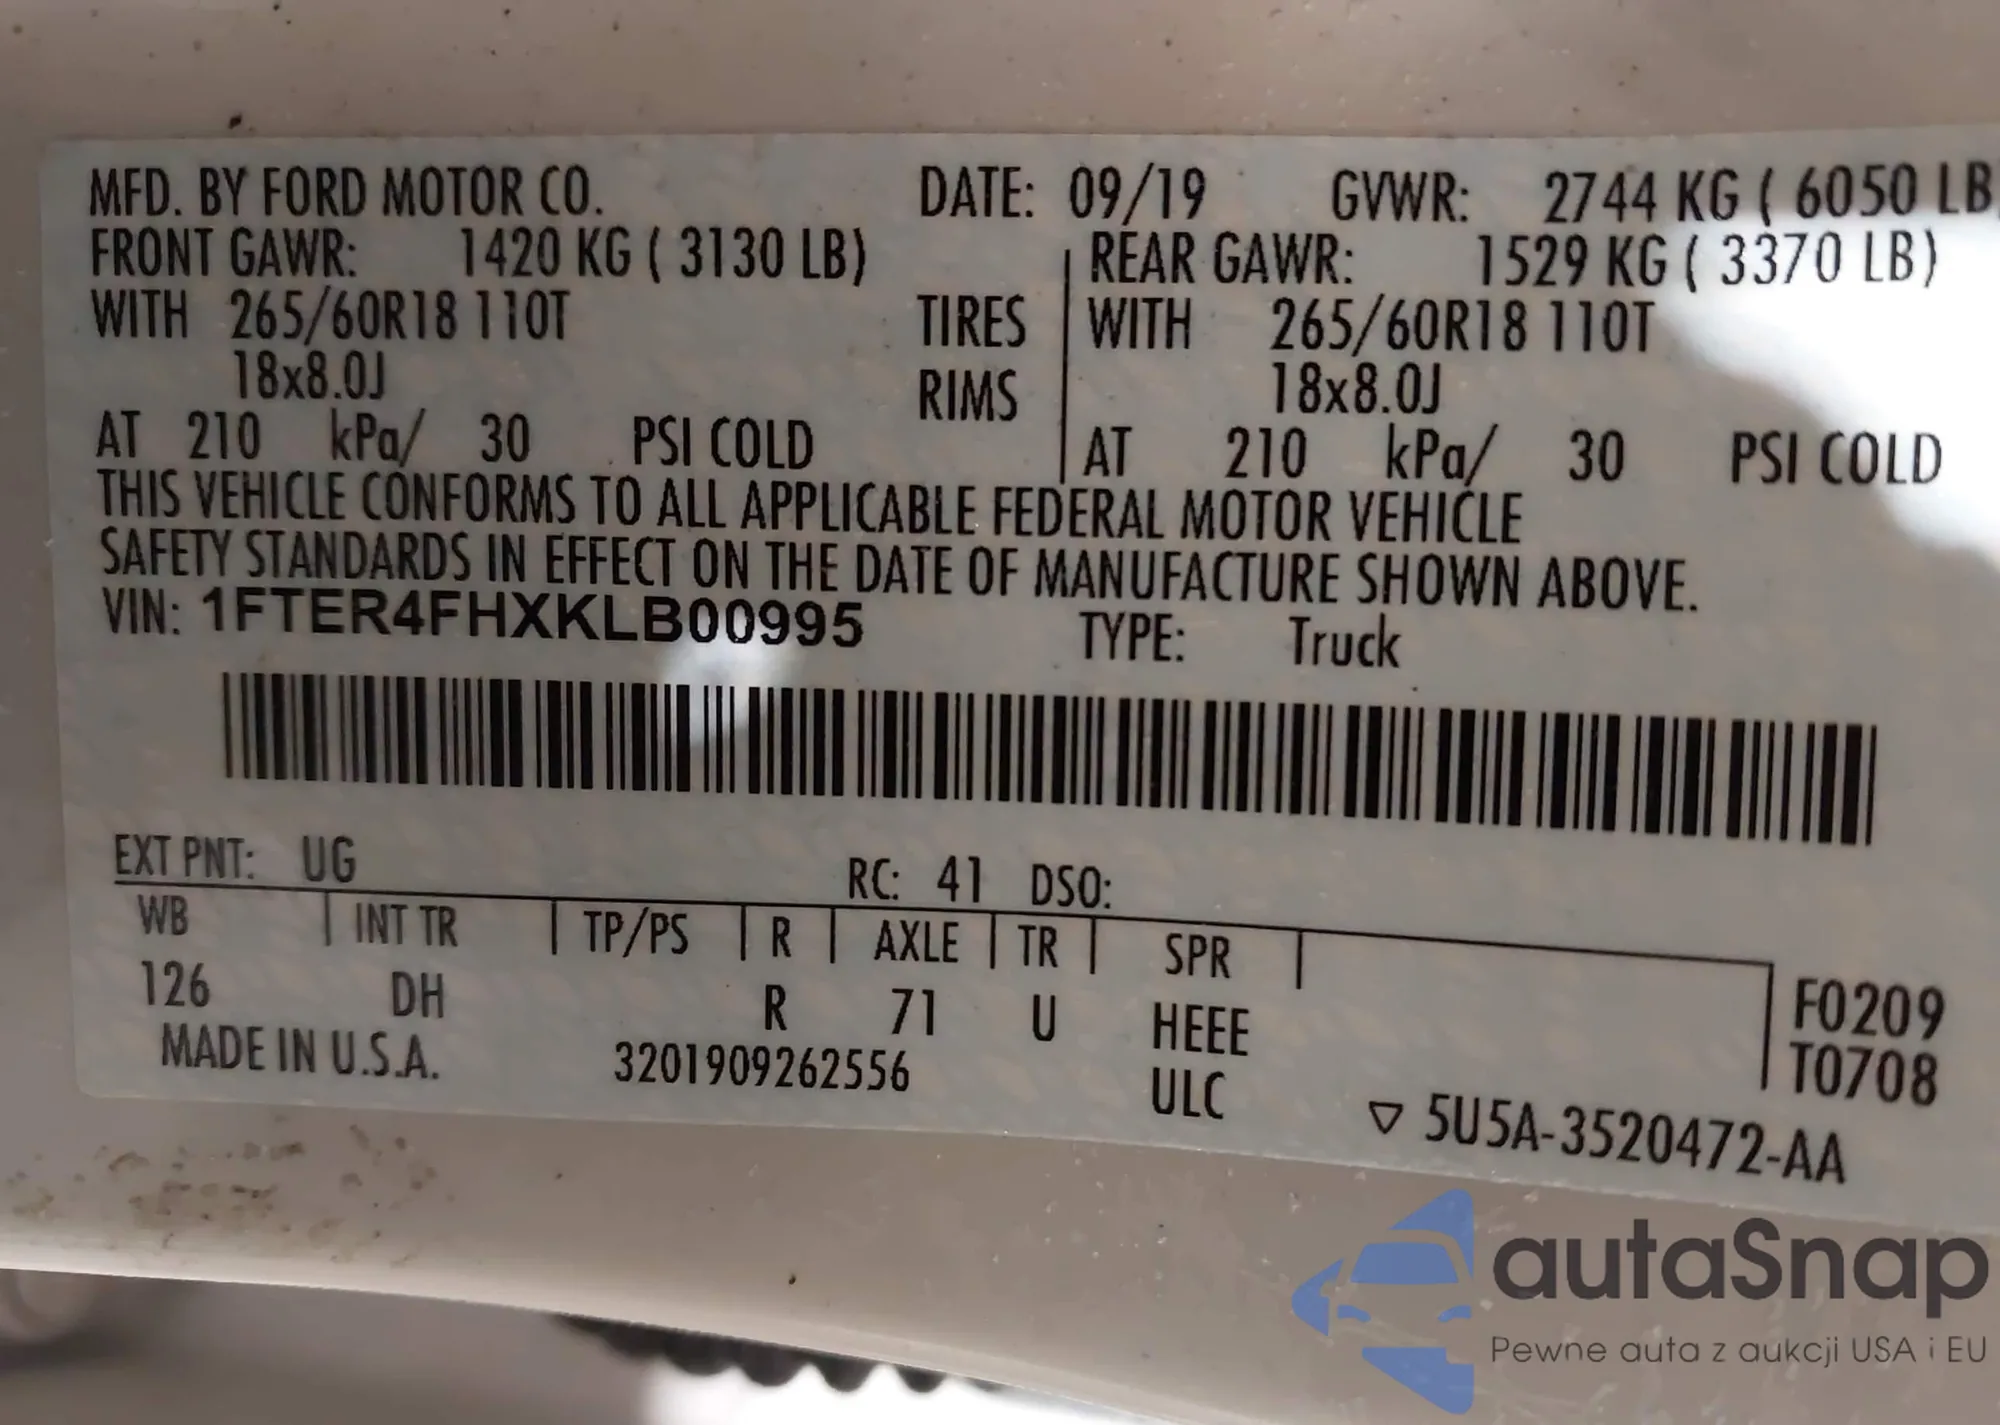 MFD. BY FORD MOTOR CO. DATE: 09/19 GVWR: 2744 KG ( 6050 LB
FRONT GAWR: 1420 KG ( 3130 LB) REAR GAWR: 1529 KG ( 3370 LB)
WITH 265/60R18 110T TIRES WITH 265/60R18 110T
18x8.0J RIMS 18x8.0J
AT 210 kPa/ 30 PSI COLD AT 210 kPa/ 30 PSI COLD
THIS VEHICLE CONFORMS TO ALL APPLICABLE FEDERAL MOTOR VEHICLE
SAFETY STANDARDS IN EFFECT ON THE DATE OF MANUFACTURE SHOWN ABOVE.
VIN: 1FTER4FHXKLB00995 TYPE: Truck
EXT PNT: UG RC: 41 DSO:
WB INT TR TP/PS R AXLE TR SPR
126 DH R 71 U HEEE F0209
MADE IN U.S.A. 3201909262556 ULC T0708
▽ 5U5A-3520472-AA
autaSnap
Pewne auta z aukcji USA i EU